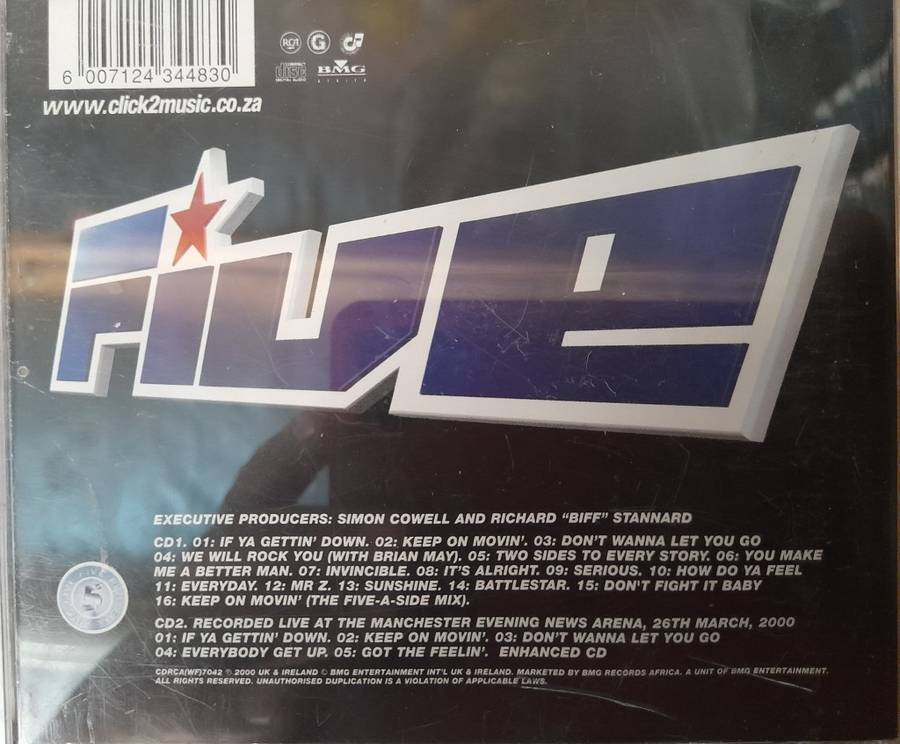 6 007124 344830
www.click2music.co.za
RCA
G
COMPACT
disc
DIGITAL AUDIO
BMG
AFRICA
five
EXECUTIVE PRODUCERS: SIMON COWELL AND RICHARD “BIFF” STANNARD
CD1. 01: IF YA GETTIN’ DOWN. 02: KEEP ON MOVIN’. 03: DON’T WANNA LET YOU GO
04: WE WILL ROCK YOU (WITH BRIAN MAY). 05: TWO SIDES TO EVERY STORY. 06: YOU MAKE
ME A BETTER MAN. 07: INVINCIBLE. 08: IT’S ALRIGHT. 09: SERIOUS. 10: HOW DO YA FEEL
11: EVERYDAY. 12: MR Z. 13: SUNSHINE. 14: BATTLESTAR. 15: DON’T FIGHT IT BABY
16: KEEP ON MOVIN’ (THE FIVE-A-SIDE MIX).
5
CD2. RECORDED LIVE AT THE MANCHESTER EVENING NEWS ARENA, 26TH MARCH, 2000
01: IF YA GETTIN’ DOWN. 02: KEEP ON MOVIN’. 03: DON’T WANNA LET YOU GO
04: EVERYBODY GET UP. 05: GOT THE FEELIN’. ENHANCED CD
CDRCA(WF)7042 ℗ 2000 UK & IRELAND © BMG ENTERTAINMENT INT'L UK & IRELAND. MARKETED BY BMG RECORDS AFRICA. A UNIT OF BMG ENTERTAINMENT.
ALL RIGHTS RESERVED. UNAUTHORISED DUPLICATION IS A VIOLATION OF APPLICABLE LAWS.